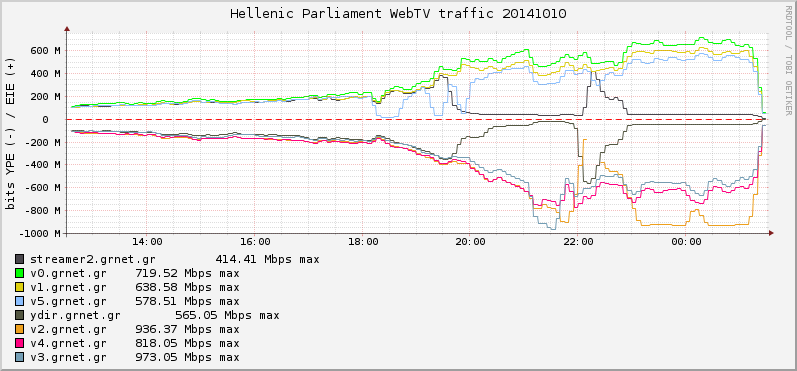 Hellenic Parliament WebTV traffic 20141010
RRDTOOL / TOBI OETIKER
bits YPE (-) / EIE (+)
600 M
400 M
200 M
0
-200 M
-400 M
-600 M
-800 M
-1000 M
14:00 16:00 18:00 20:00 22:00 00:00
streamer2.grnet.gr 414.41 Mbps max
v0.grnet.gr 719.52 Mbps max
v1.grnet.gr 638.58 Mbps max
v5.grnet.gr 578.51 Mbps max
ydir.grnet.gr 565.05 Mbps max
v2.grnet.gr 936.37 Mbps max
v4.grnet.gr 818.05 Mbps max
v3.grnet.gr 973.05 Mbps max